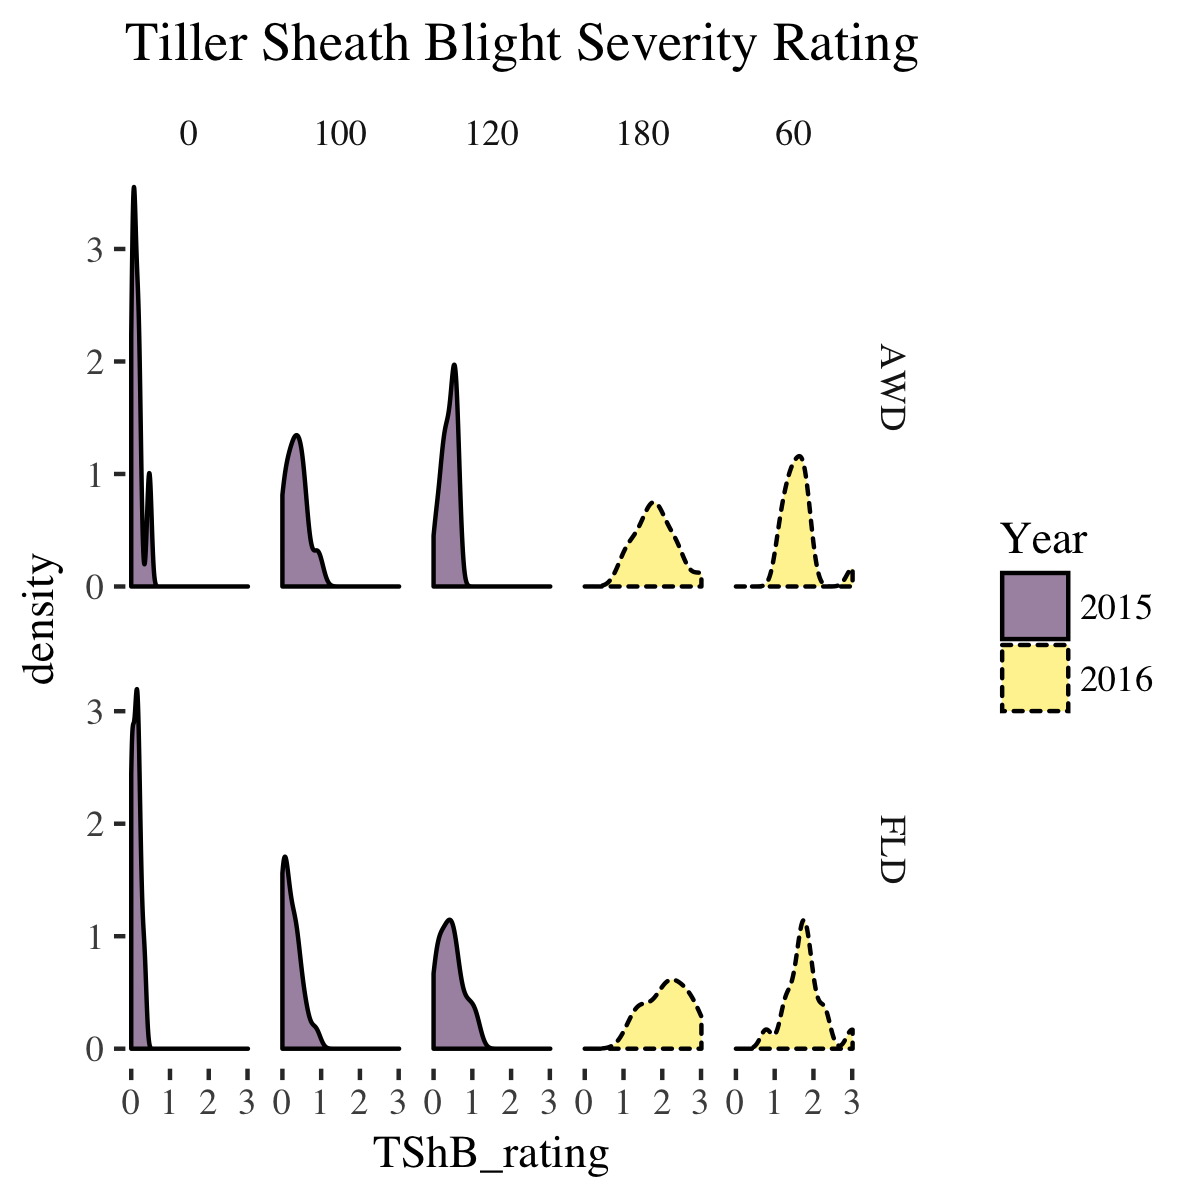 Tiller Sheath Blight Severity Rating
0 100 120 180 60
3
2
1
0
AWD
density
3
2
1
0
FLD
0 1 2 3 0 1 2 3 0 1 2 3 0 1 2 3 0 1 2 3
TShB_rating
Year
2015
2016